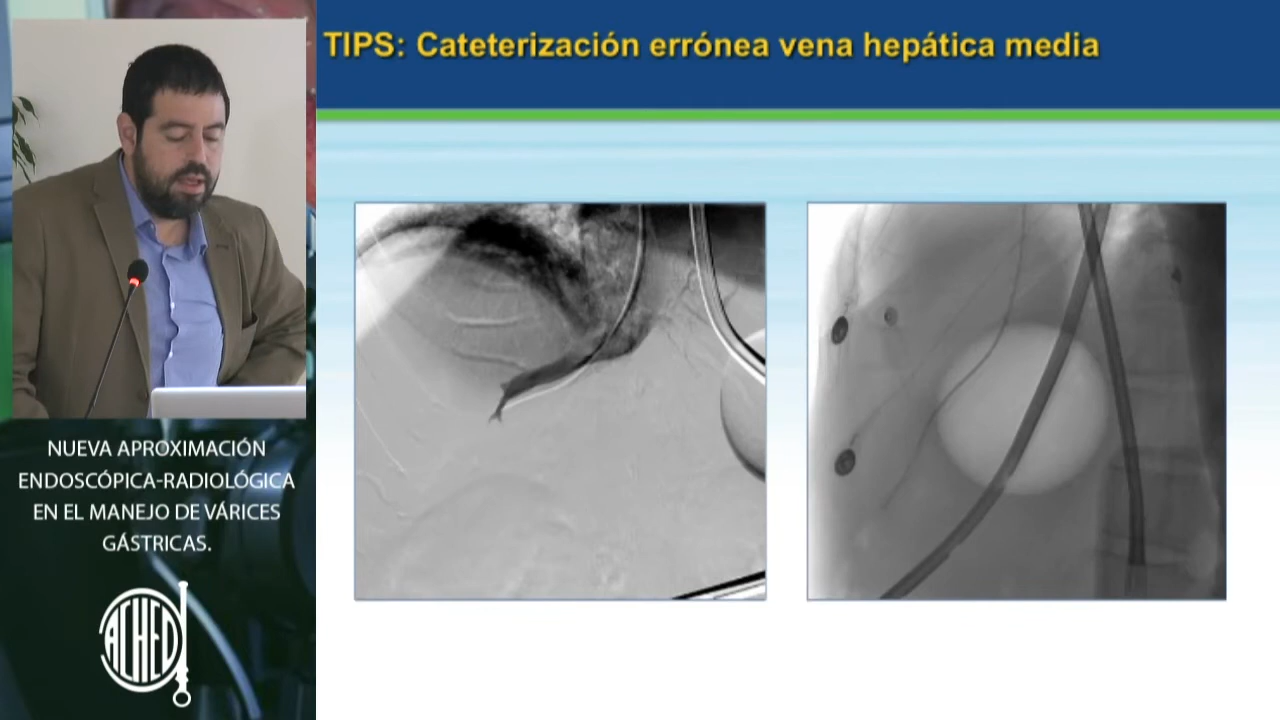 TIPS: Cateterización errónea vena hepática media
NUEVA APROXIMACIÓN
ENDOSCÓPICA-RADIOLÓGICA
EN EL MANEJO DE VÁRICES
GÁSTRICAS.
ACHED